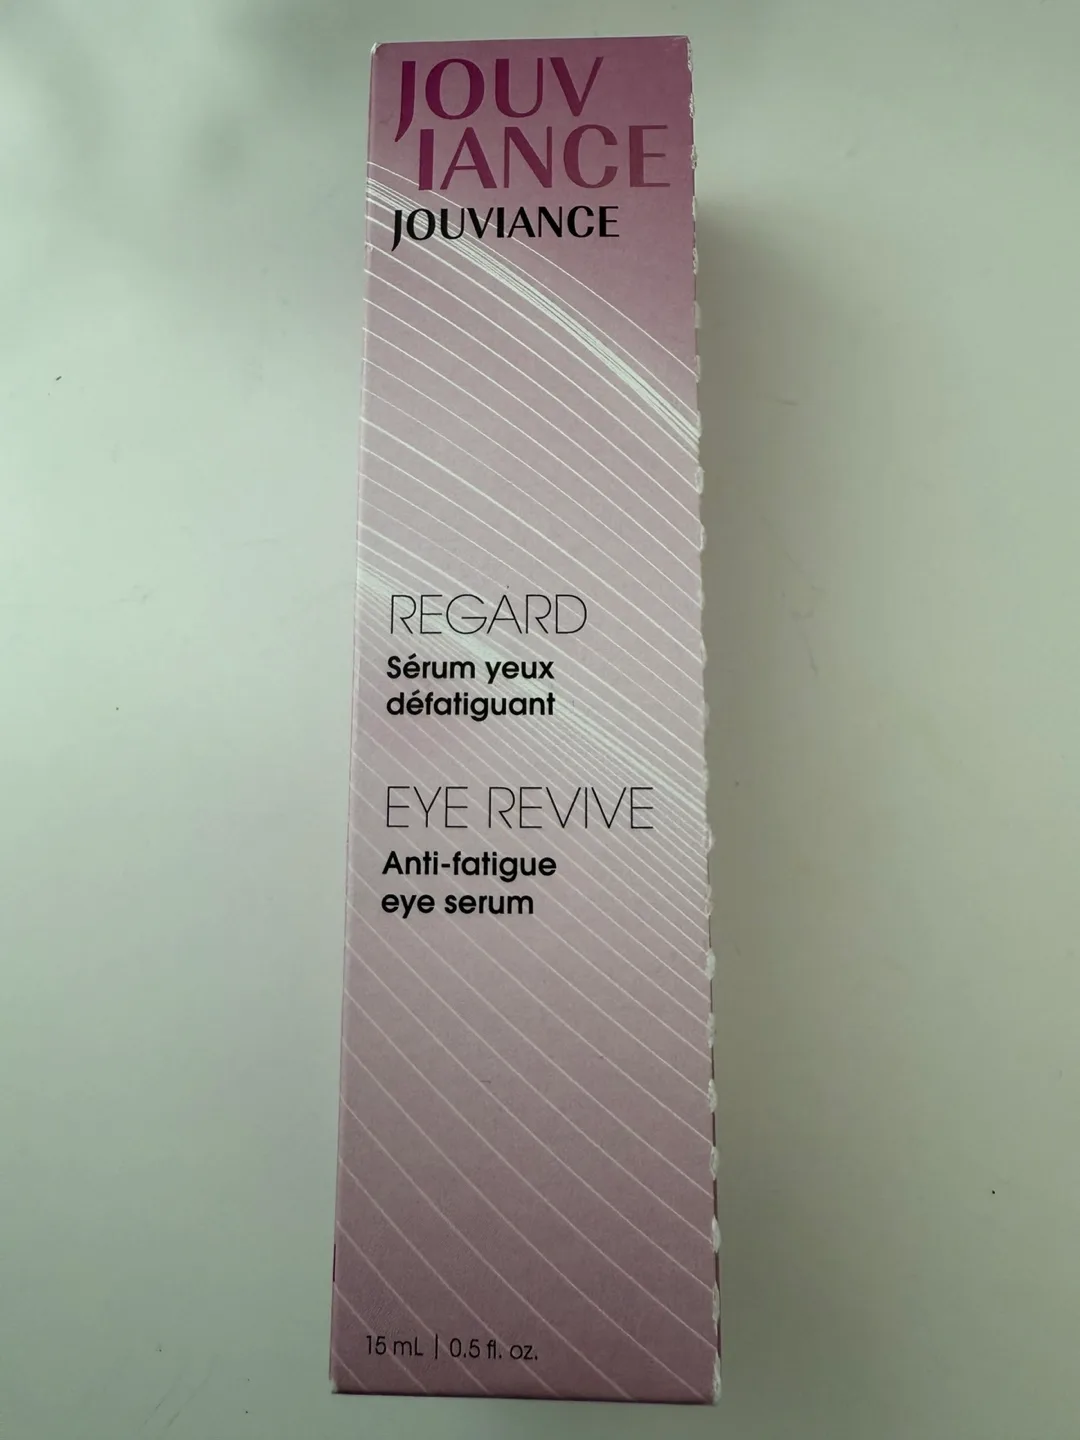 JOUV
IANCE
JOUVIANCE
REGARD
Sérum yeux
défatiguant
EYE REVIVE
Anti-fatigue
eye serum
15 mL | 0.5 fl. oz.